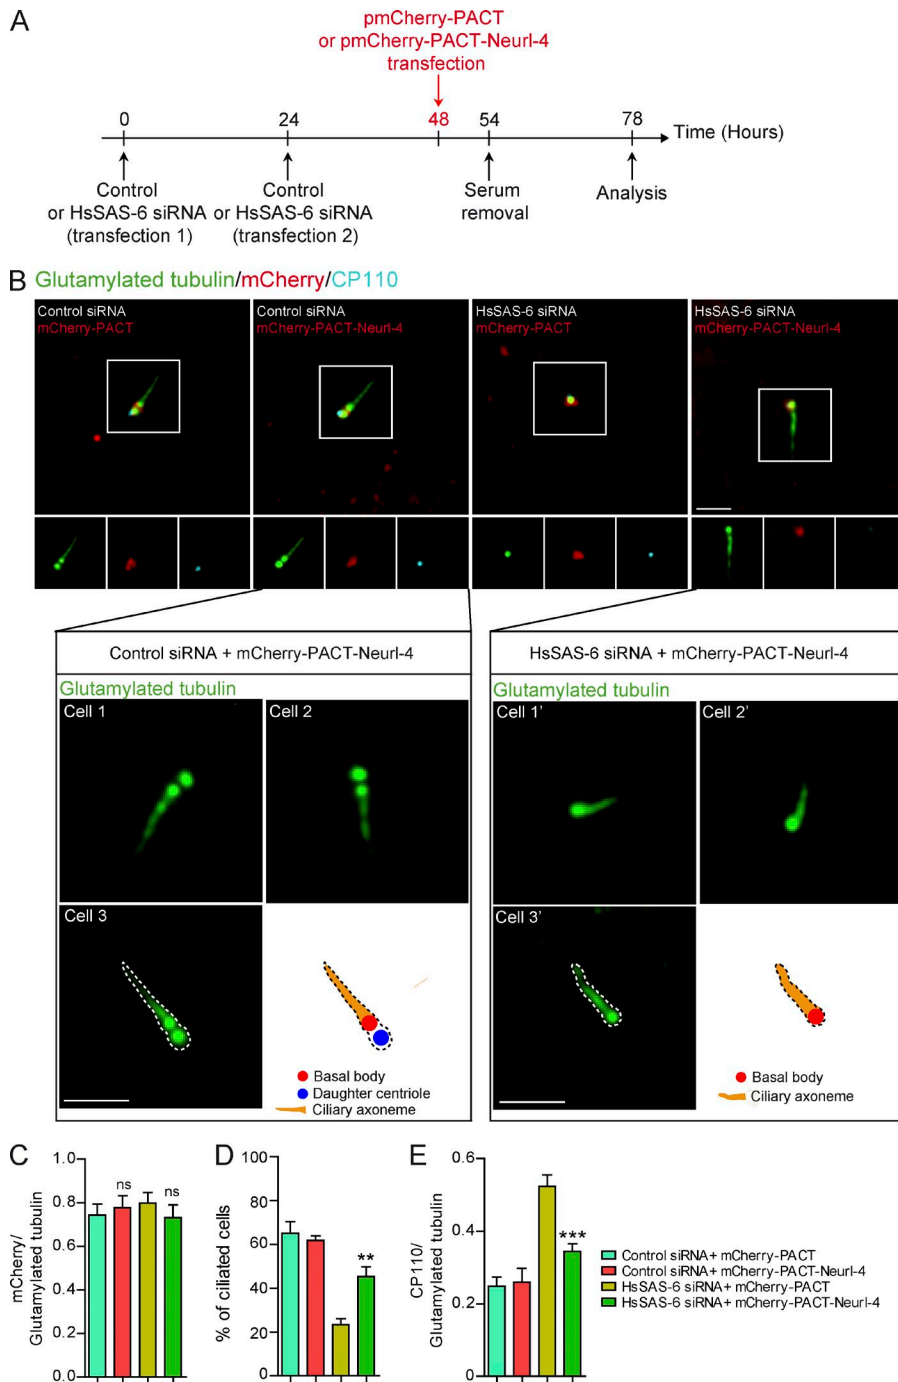 A
pmCherry-PACT
or pmCherry-PACT-Neurl-4
transfection
0
24
48
54
78
Time (Hours)
Control
or HsSAS-6 siRNA
(transfection 1)
Control
or HsSAS-6 siRNA
(transfection 2)
Serum
removal
Analysis
B
Glutamylated tubulin/mCherry/CP110
Control siRNA
mCherry-PACT
Control siRNA
mCherry-PACT-Neurl-4
HsSAS-6 siRNA
mCherry-PACT
HsSAS-6 siRNA
mCherry-PACT-Neurl-4
Control siRNA + mCherry-PACT-Neurl-4
Glutamylated tubulin
Cell 1
Cell 2
Cell 3
Basal body
Daughter centriole
Ciliary axoneme
HsSAS-6 siRNA + mCherry-PACT-Neurl-4
Glutamylated tubulin
Cell 1'
Cell 2'
Cell 3'
Basal body
Ciliary axoneme
C
mCherry/
Glutamylated tubulin
1.0
0.8
0.6
0.4
0.2
0.0
ns
ns
D
% of ciliated cells
100
80
60
40
20
0
**
E
CP110/
Glutamylated tubulin
0.6
0.4
0.2
0
***
Control siRNA+ mCherry-PACT
Control siRNA+ mCherry-PACT-Neurl-4
HsSAS-6 siRNA+ mCherry-PACT
HsSAS-6 siRNA+ mCherry-PACT-Neurl-4